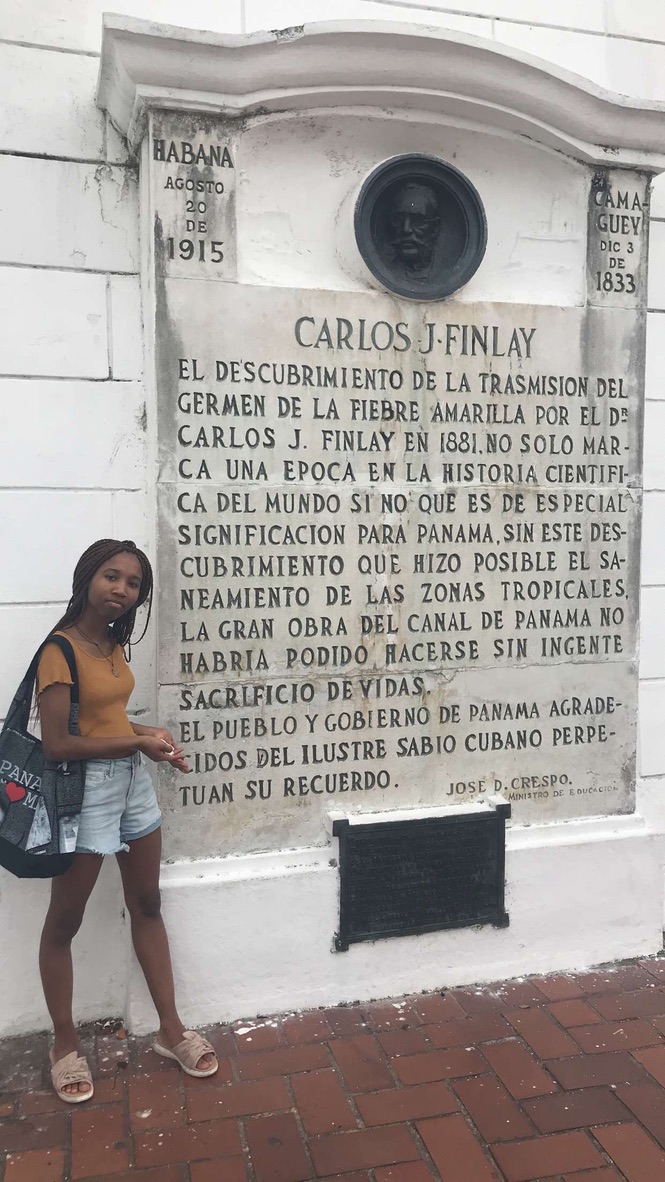 HABANA
AGOSTO
20
DE
1915
CAMA-
GUEY
DIC 3
DE
1833
CARLOS J. FINLAY
EL DESCUBRIMIENTO DE LA TRASMISION DEL
GERMEN DE LA FIEBRE AMARILLA POR EL DR
CARLOS J. FINLAY EN 1881, NO SOLO MAR-
CA UNA EPOCA EN LA HISTORIA CIENTIFI-
CA DEL MUNDO SI NO QUE ES DE ESPECIAL
SIGNIFICACION PARA PANAMA, SIN ESTE DES-
CUBRIMIENTO QUE HIZO POSIBLE EL SA-
NEAMIENTO DE LAS ZONAS TROPICALES,
LA GRAN OBRA DEL CANAL DE PANAMA NO
HABRIA PODIDO HACERSE SIN INGENTE
SACRIFICIO DE VIDAS.
EL PUEBLO Y GOBIERNO DE PANAMA AGRADE-
CIDOS DEL ILUSTRE SABIO CUBANO PERPE-
TUAN SU RECUERDO.
JOSE D. CRESPO.
MINISTRO DE EDUCACION
PANA
M